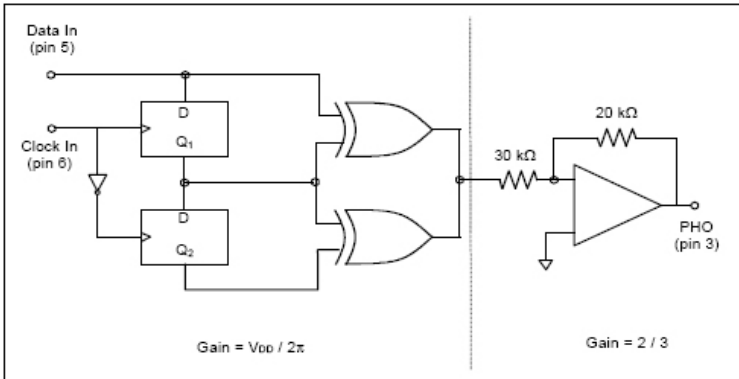 Data In
(pin 5)
Clock In
(pin 6)
D
Q1
D
Q2
30 kΩ
20 kΩ
PHO
(pin 3)
Gain = VDD / 2π
Gain = 2 / 3